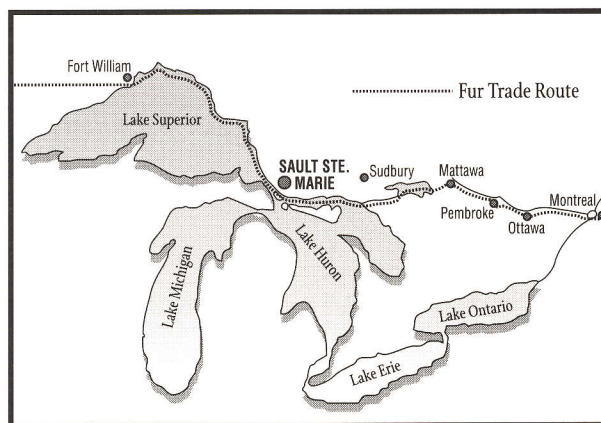 Fort William
Fur Trade Route
Lake Superior
SAULT STE.
MARIE
Sudbury
Mattawa
Montreal
Pembroke
Ottawa
Lake Huron
Lake Michigan
Lake Ontario
Lake Erie